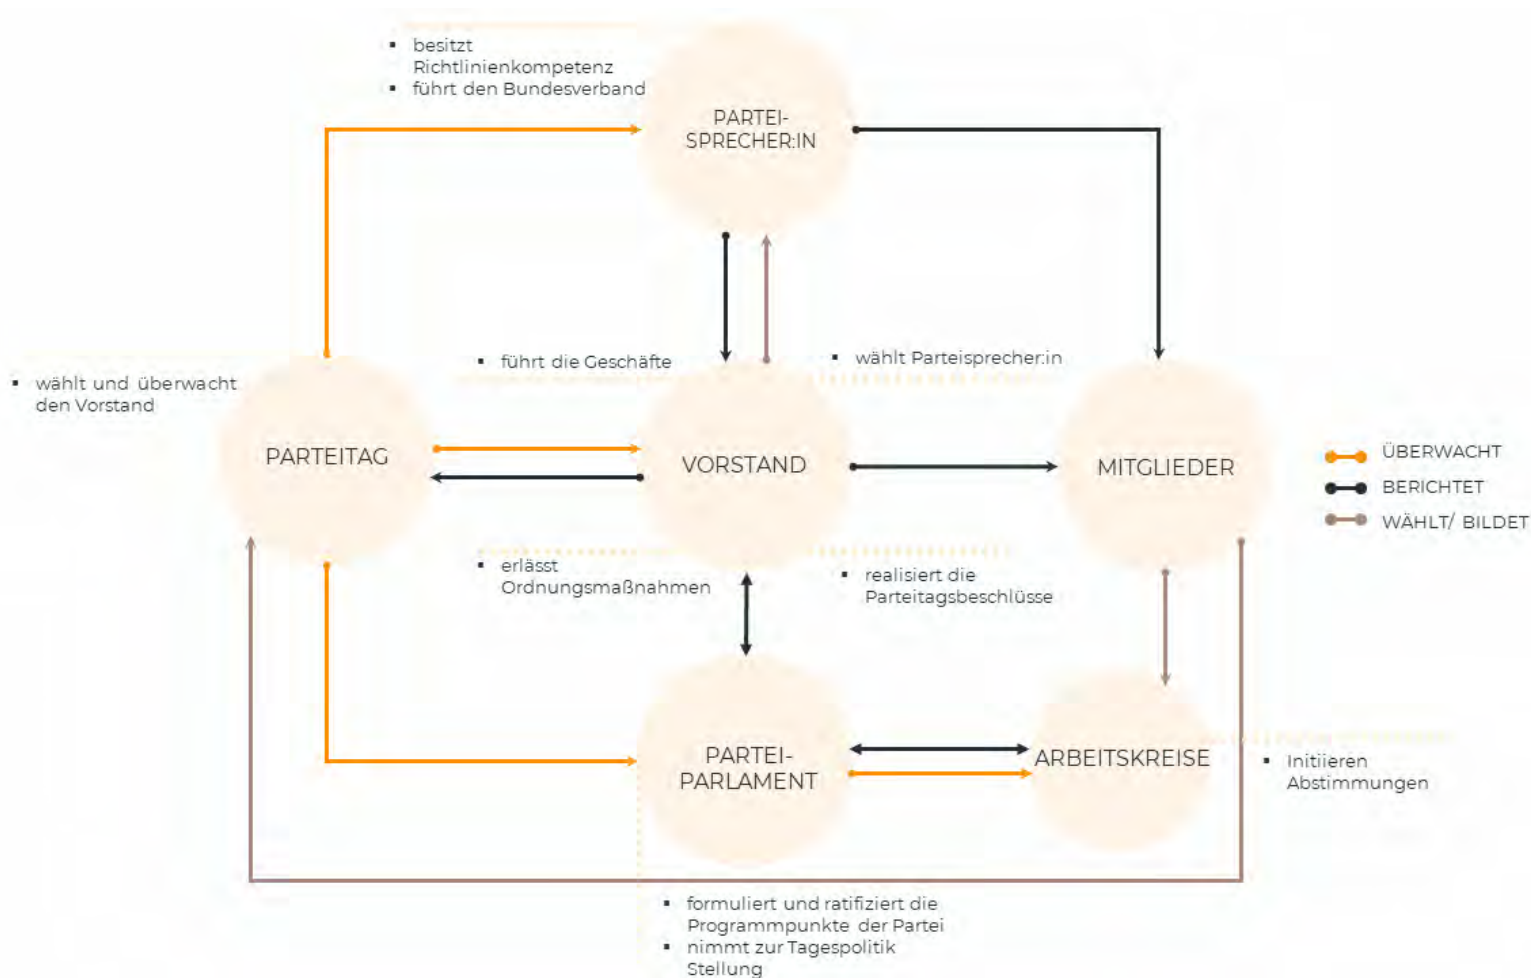 ▪ besitzt
Richtlinienkompetenz
▪ führt den Bundesverband
PARTEI-
SPRECHER:IN
▪ führt die Geschäfte
▪ wählt Parteisprecher:in
▪ wählt und überwacht
den Vorstand
PARTEITAG
VORSTAND
MITGLIEDER
ÜBERWACHT
BERICHTET
WÄHLT/ BILDET
▪ erlässt
Ordnungsmaßnahmen
▪ realisiert die
Parteitagsbeschlüsse
PARTEI-
PARLAMENT
ARBEITSKREISE
▪ Initiieren
Abstimmungen
▪ formuliert und ratifiziert die
Programmpunkte der Partei
▪ nimmt zur Tagespolitik
Stellung